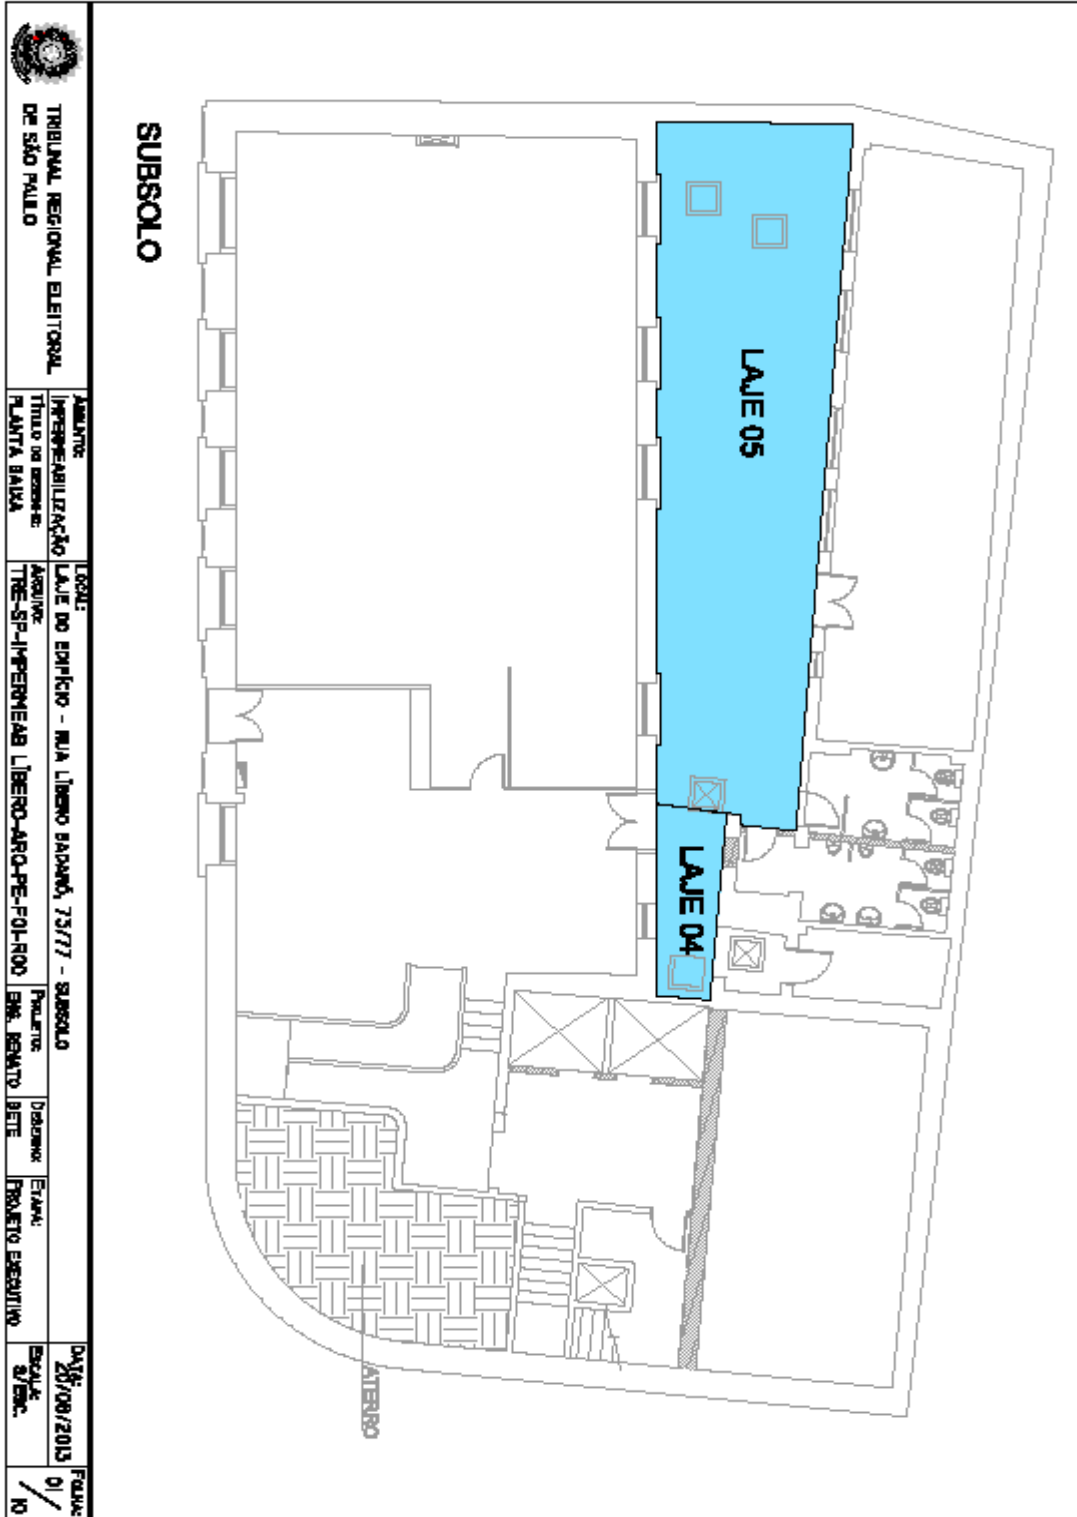 SUBSOLO
LAJE 05
LAJE 04
ATERRO
TRIBUNAL REGIONAL ELEITORAL
DE SÃO PAULO
ASSUNTO:
IMPERMEABILIZAÇÃO
TÍTULO DO DESENHO:
PLANTA BAIXA
LOCAL:
LAJE DO EDIFÍCIO - RUA LÍBERO BADARÓ, 73/77 - SUBSOLO
ARQUIVO:
TRE-SP-IMPERMEAB LÍBERO-ARQ-PE-F01-R00
PROJETO:
ENG. RENATO
DESENHO:
BETE
ETAPA:
PROJETO EXECUTIVO
DATA:
20/08/2013
ESCALA:
S/ESC.
FOLHA:
01/
10